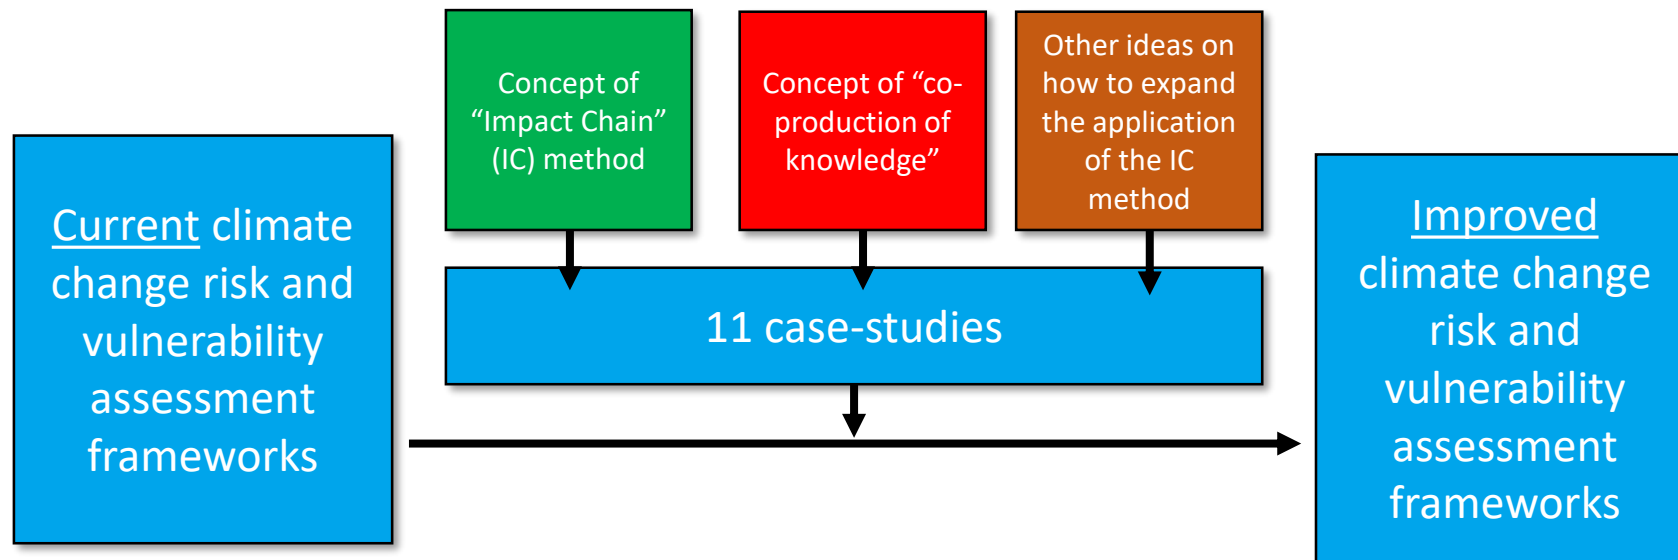 Current climate
change risk and
vulnerability
assessment
frameworks
Concept of
“Impact Chain”
(IC) method
Concept of “co-
production of
knowledge”
Other ideas on
how to expand
the application
of the IC
method
11 case-studies
Improved
climate change
risk and
vulnerability
assessment
frameworks